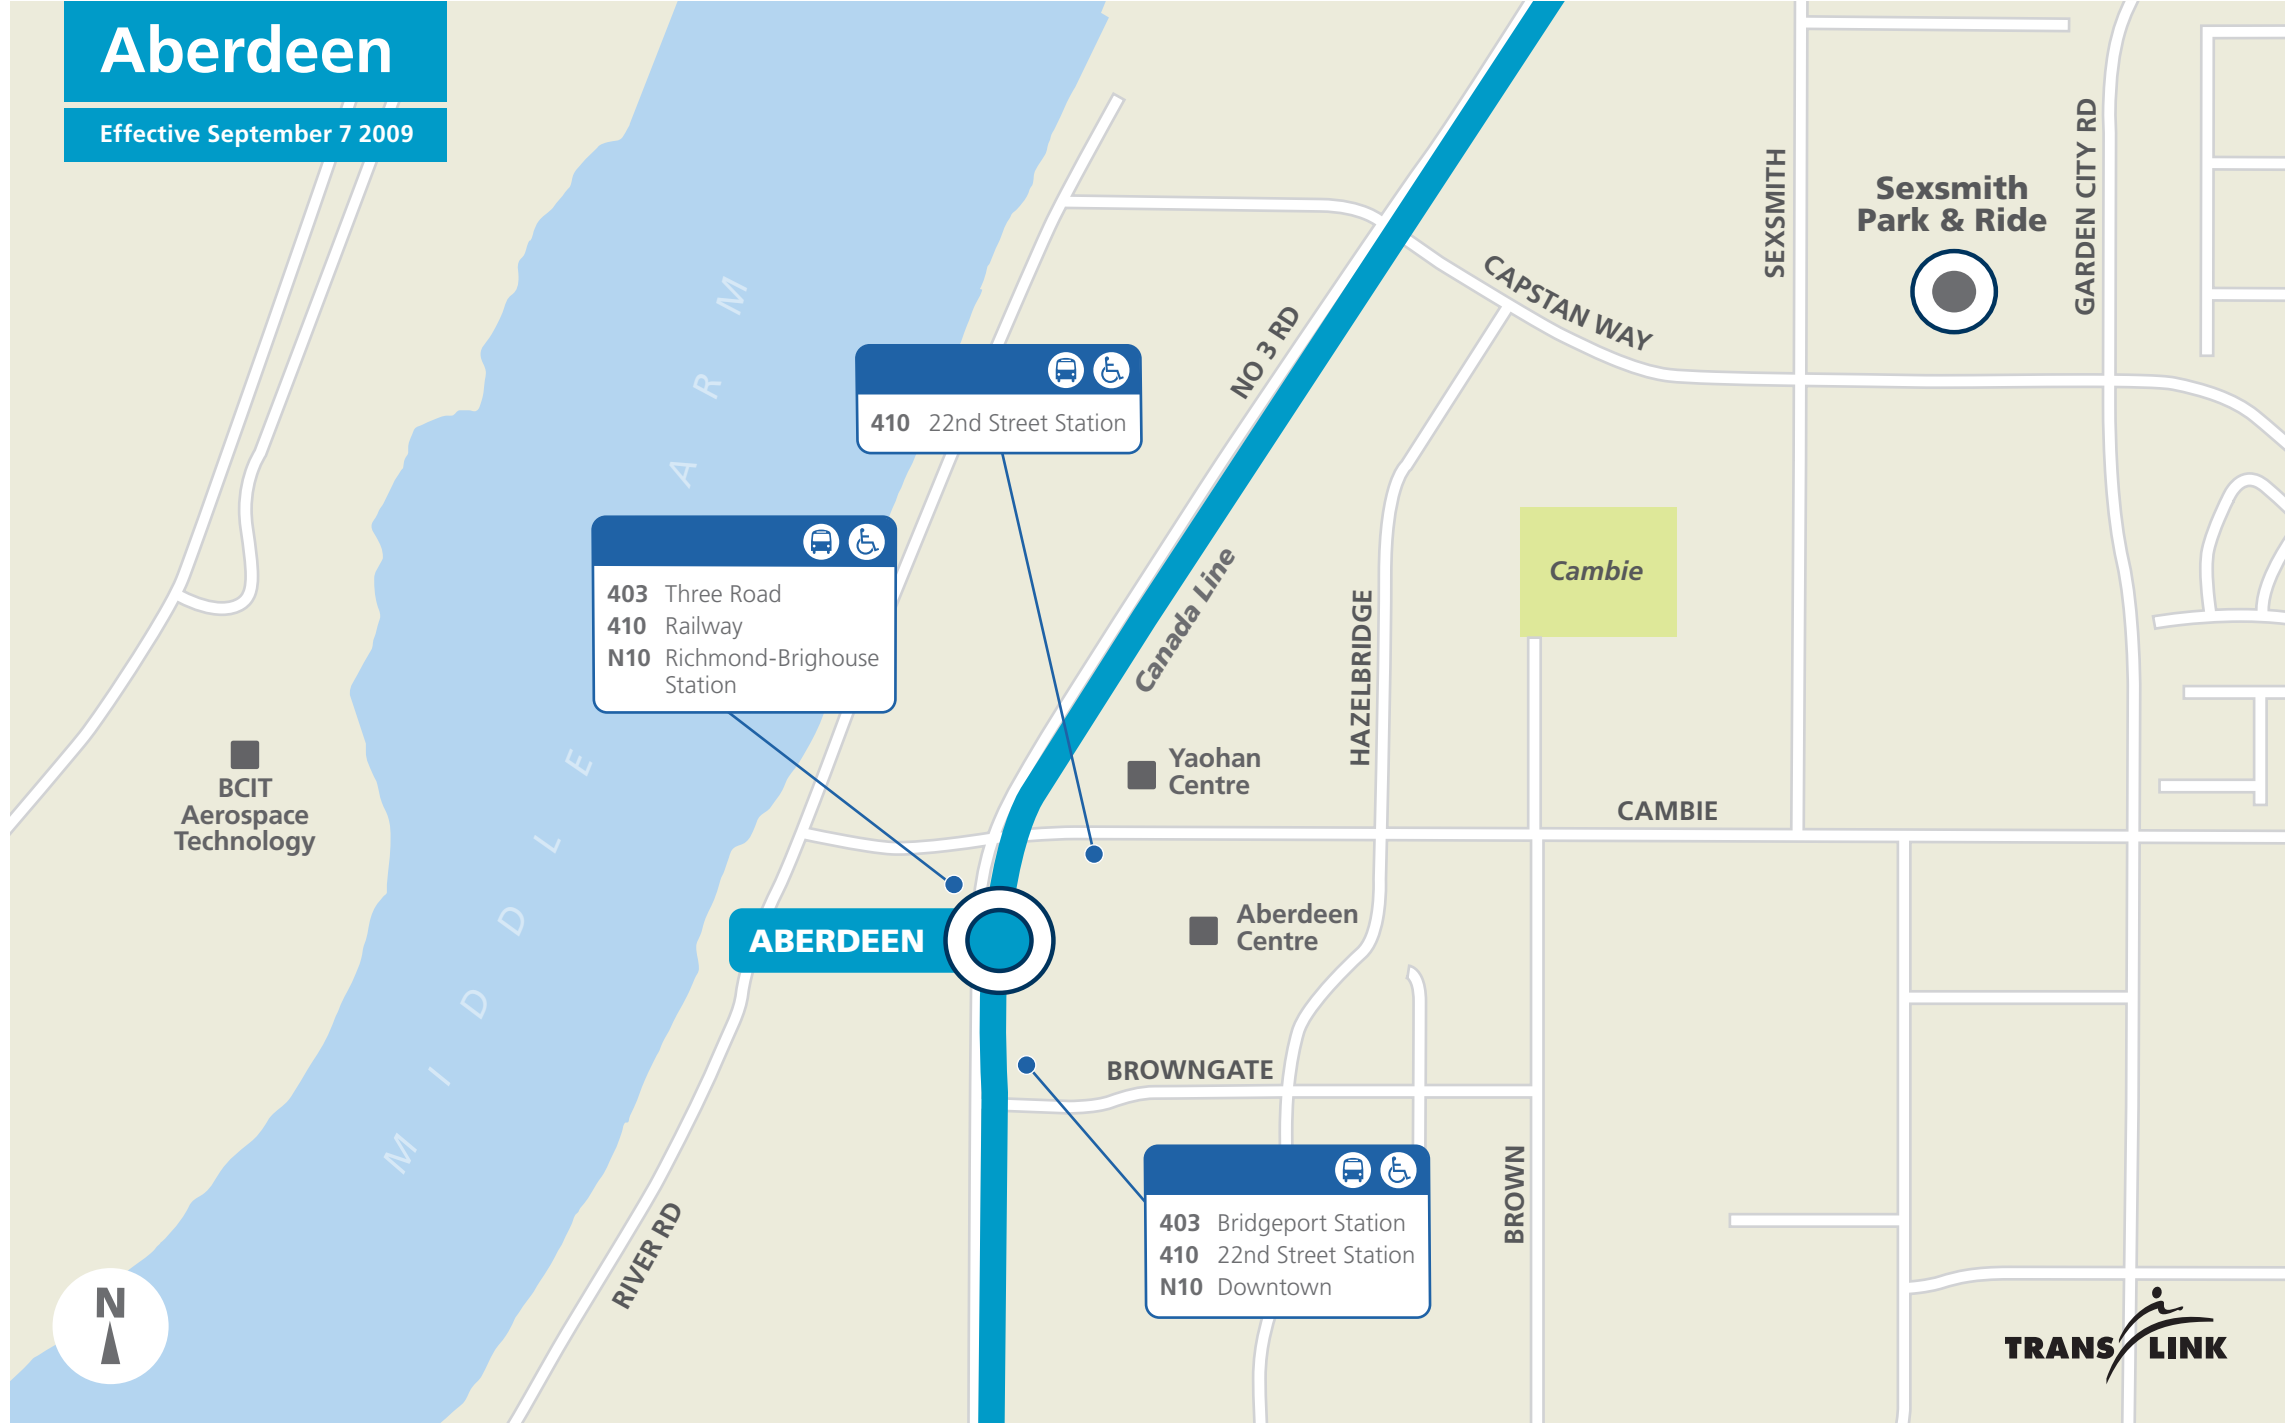 Aberdeen
Effective September 7 2009
SEXSMITH
Sexsmith
Park & Ride
GARDEN CITY RD
CAPSTAN WAY
NO 3 RD
410 22nd Street Station
MIDDLE ARM
403 Three Road
410 Railway
N10 Richmond-Brighouse
Station
Canada Line
Cambie
HAZELBRIDGE
BCIT
Aerospace
Technology
Yaohan
Centre
CAMBIE
ABERDEEN
Aberdeen
Centre
BROWNGATE
BROWN
403 Bridgeport Station
410 22nd Street Station
N10 Downtown
RIVER RD
N
TRANS LINK